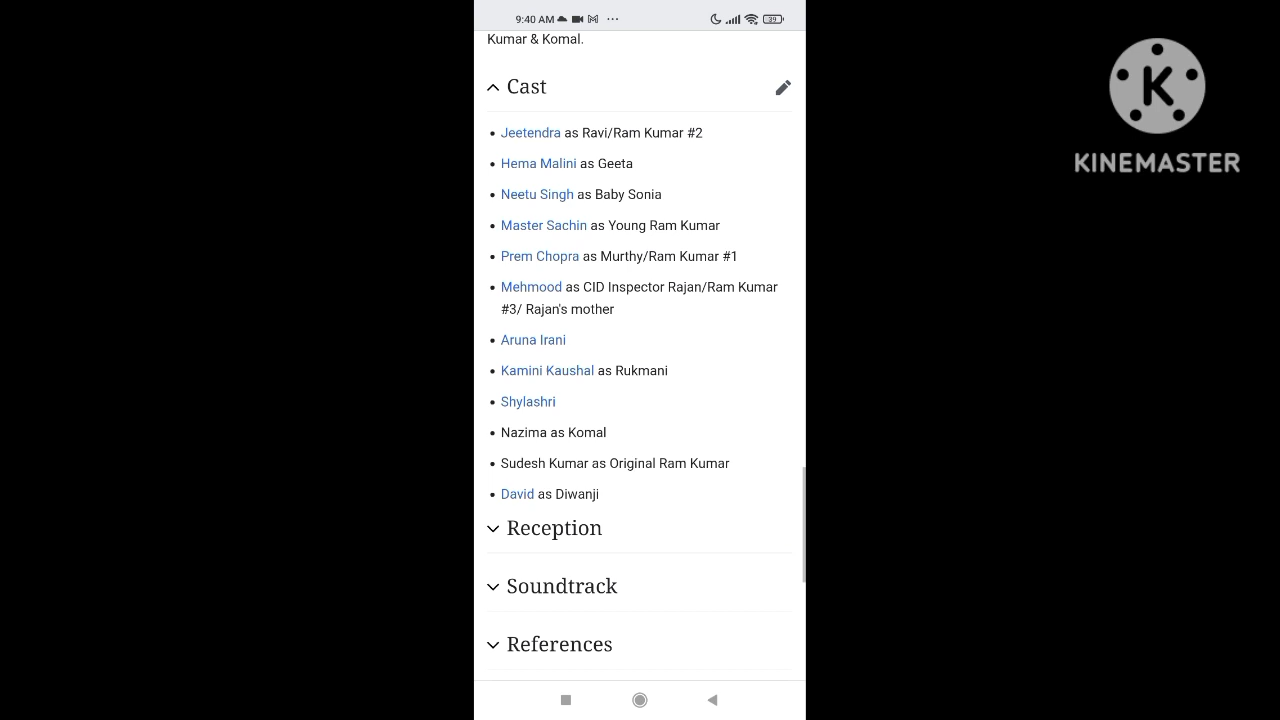 9:40 AM
39
Kumar & Komal.
Cast
Jeetendra as Ravi/Ram Kumar #2
Hema Malini as Geeta
Neetu Singh as Baby Sonia
Master Sachin as Young Ram Kumar
Prem Chopra as Murthy/Ram Kumar #1
Mehmood as CID Inspector Rajan/Ram Kumar
#3/ Rajan's mother
Aruna Irani
Kamini Kaushal as Rukmani
Shylashri
Nazima as Komal
Sudesh Kumar as Original Ram Kumar
David as Diwanji
Reception
Soundtrack
References
K
KINEMASTER